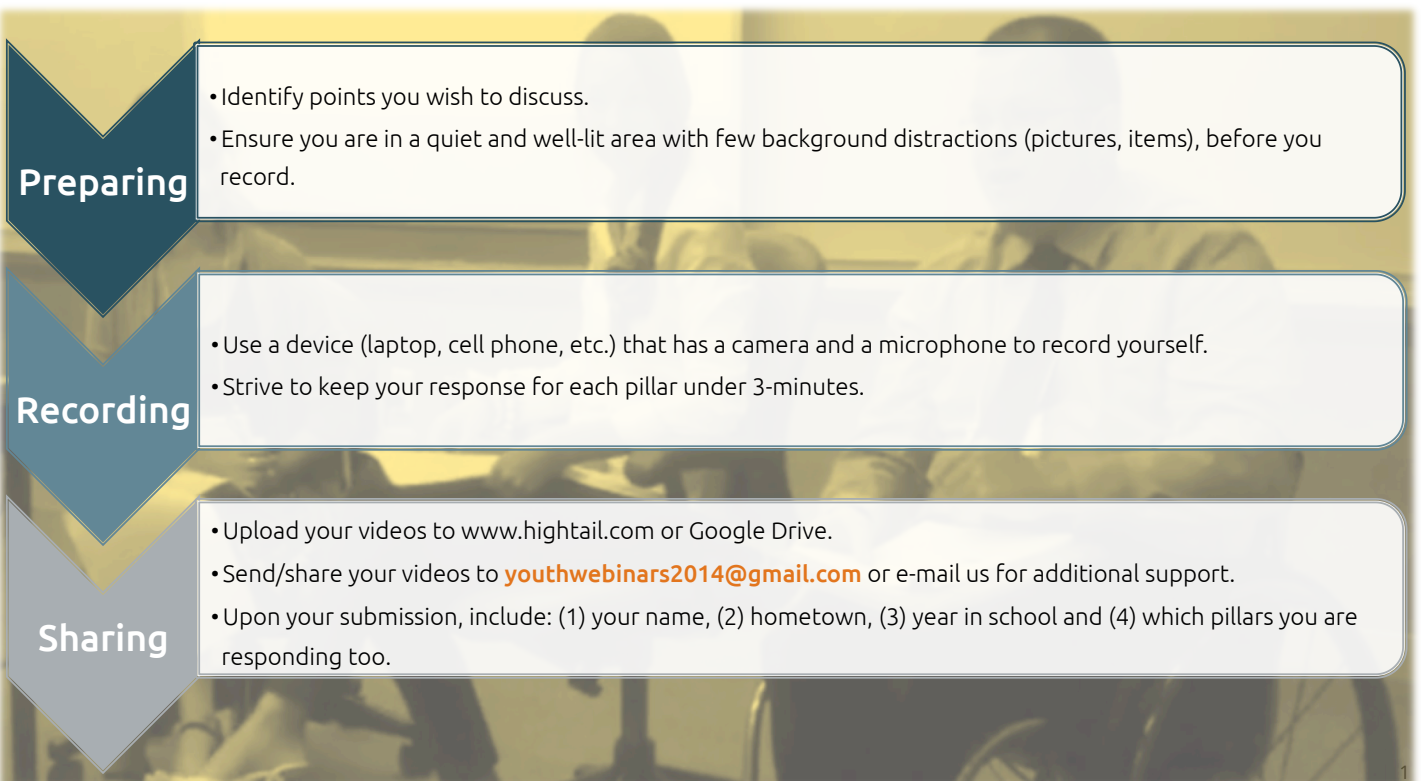 Preparing
• Identify points you wish to discuss.
• Ensure you are in a quiet and well-lit area with few background distractions (pictures, items), before you
record.
Recording
• Use a device (laptop, cell phone, etc.) that has a camera and a microphone to record yourself.
• Strive to keep your response for each pillar under 3-minutes.
Sharing
• Upload your videos to www.hightail.com or Google Drive.
• Send/share your videos to youthwebinars2014@gmail.com or e-mail us for additional support.
• Upon your submission, include: (1) your name, (2) hometown, (3) year in school and (4) which pillars you are
responding too.
1